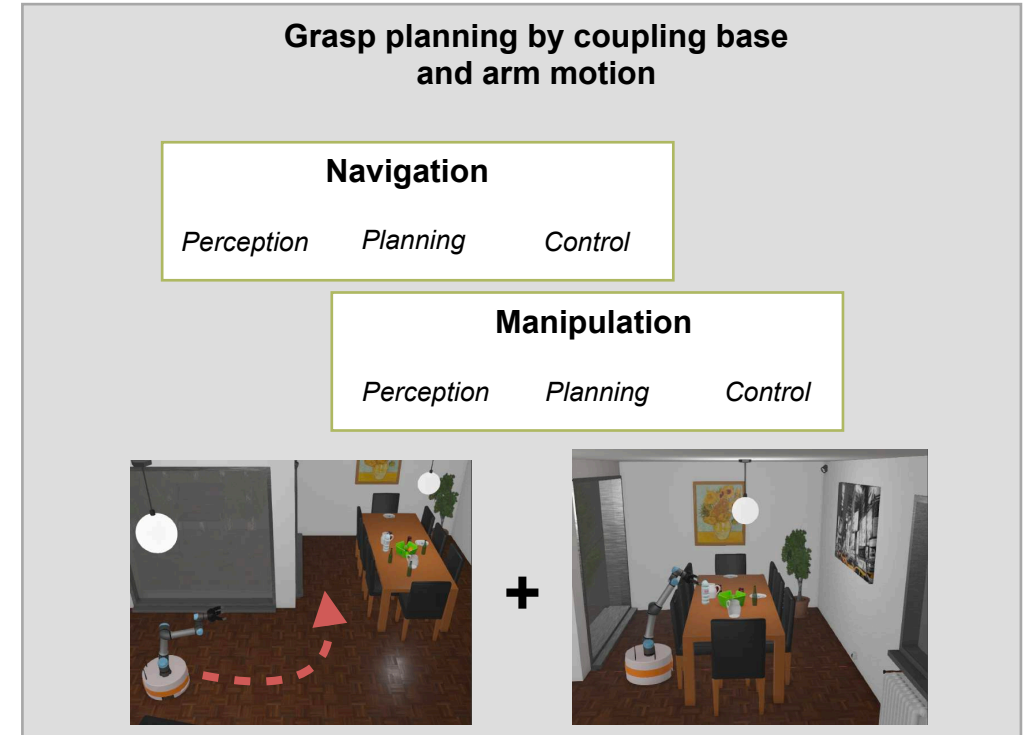 Grasp planning by coupling base
and arm motion
Navigation
Perception Planning Control
Manipulation
Perception Planning Control
+